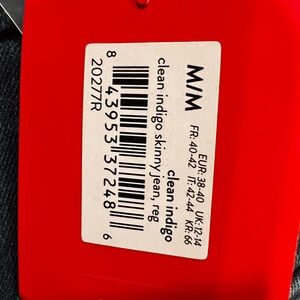 M/M
EUR: 38-40 UK: 12-14
FR: 40-42 IT: 42-44 KR: 66
clean indigo
clean indigo skinny jean, reg
8 43953 37248 6
20277R